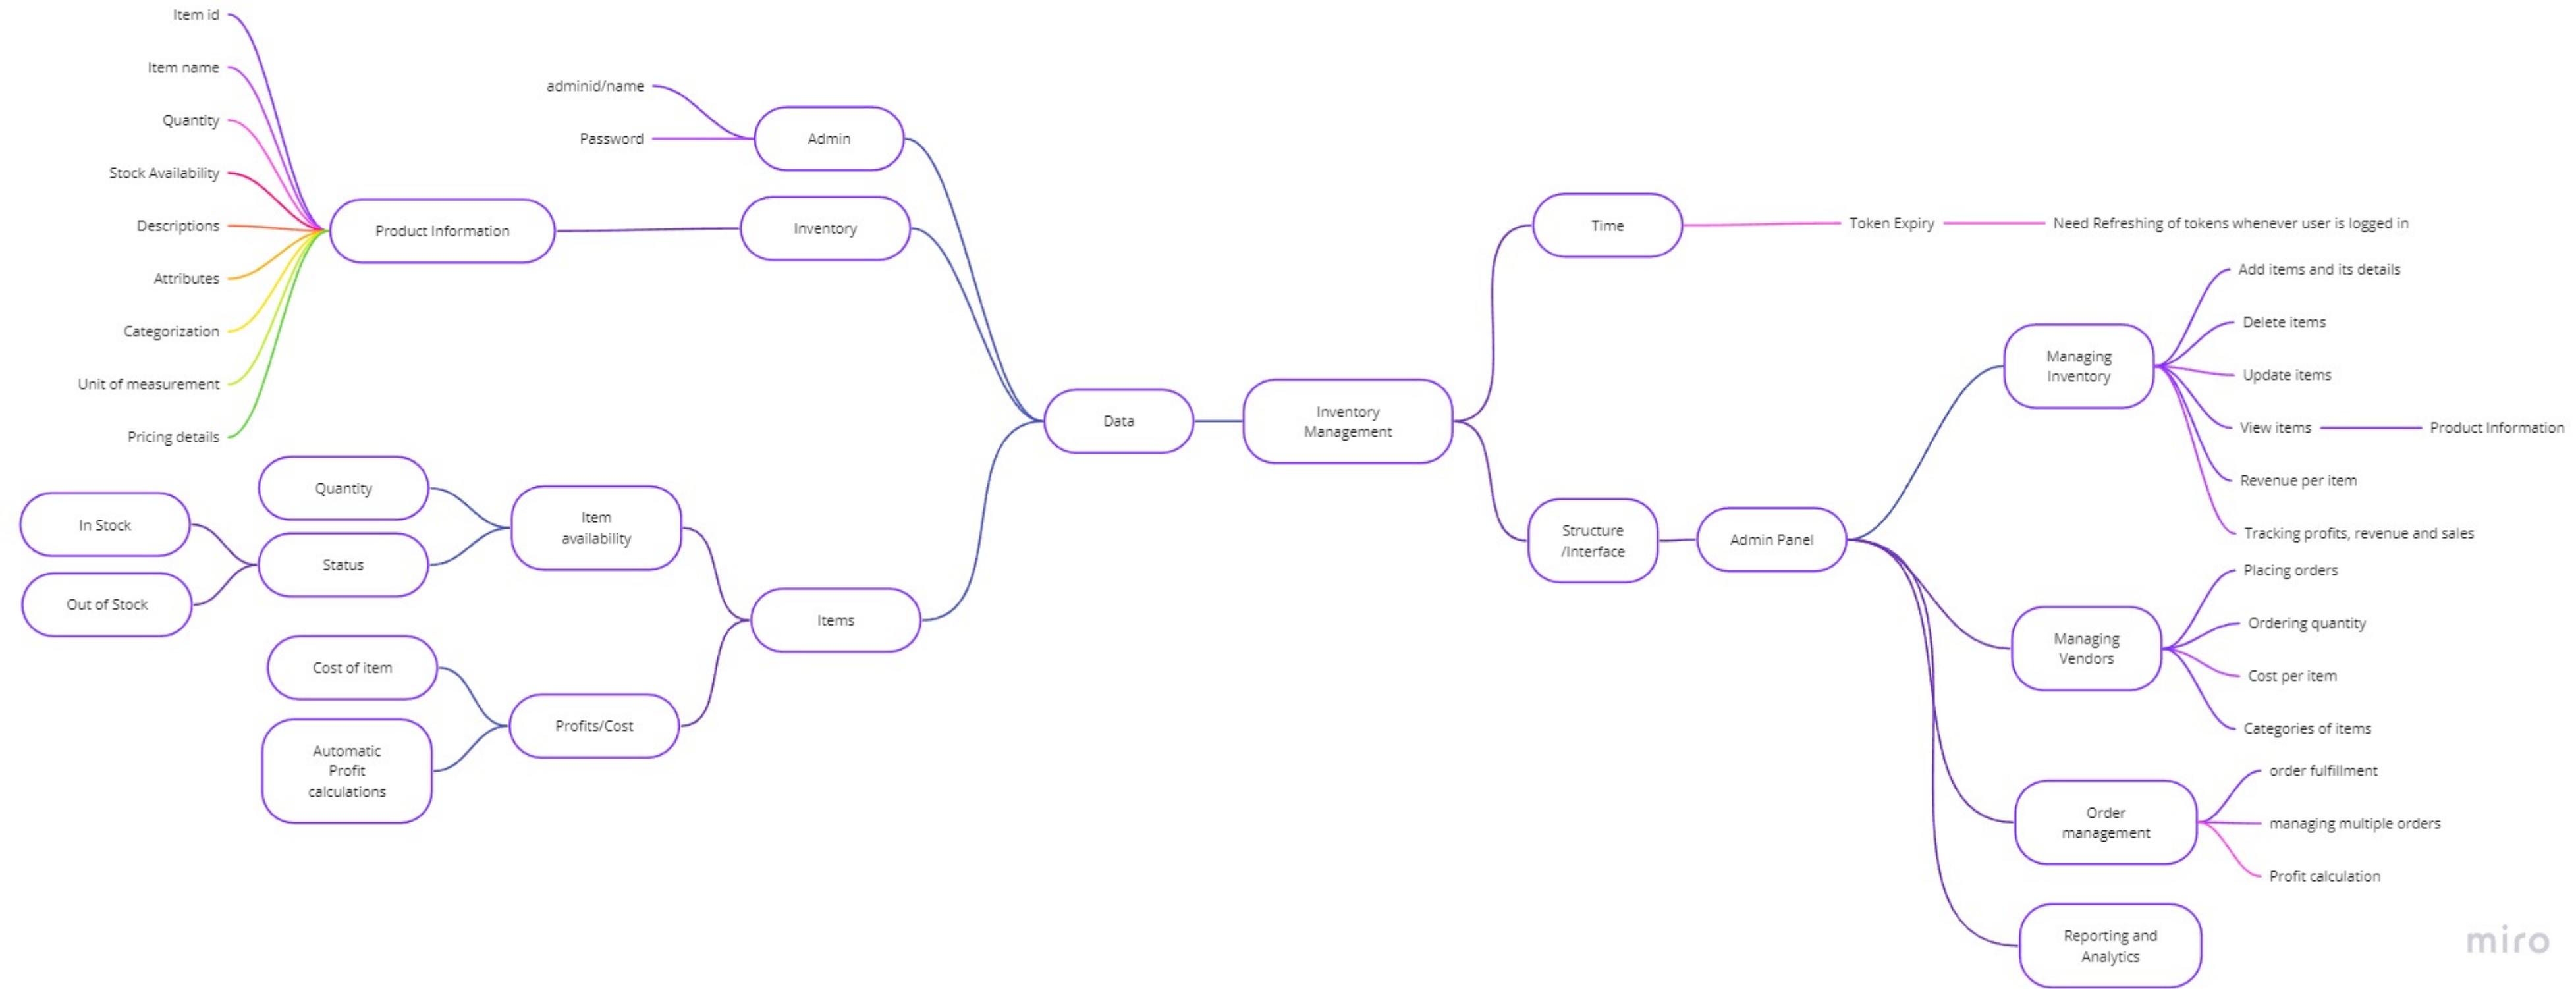 Item id
Item name
Quantity
Stock Availability
Descriptions
Attributes
Categorization
Unit of measurement
Pricing details
Product Information
adminid/name
Password
Admin
Inventory
In Stock
Out of Stock
Quantity
Status
Item
availability
Cost of item
Automatic
Profit
calculations
Profits/Cost
Items
Data
Inventory
Management
Time
Token Expiry
Need Refreshing of tokens whenever user is logged in
Structure
/Interface
Admin Panel
Managing
Inventory
Add items and its details
Delete items
Update items
View items
Product Information
Revenue per item
Tracking profits, revenue and sales
Managing
Vendors
Placing orders
Ordering quantity
Cost per item
Categories of items
Order
management
order fulfillment
managing multiple orders
Profit calculation
Reporting and
Analytics
miro